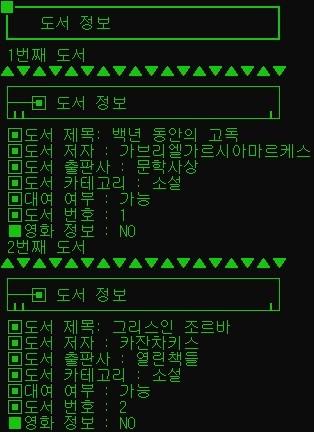 도서 정보
1번째 도서
도서 정보
도서 제목: 백년 동안의 고독
도서 저자 : 가브리엘가르시아마르케스
도서 출판사 : 문학사상
도서 카테고리 : 소설
대여 여부 : 가능
도서 번호 : 1
영화 정보 : NO
2번째 도서
도서 정보
도서 제목: 그리스인 조르바
도서 저자 : 카잔차키스
도서 출판사 : 열린책들
도서 카테고리 : 소설
대여 여부 : 가능
도서 번호 : 2
영화 정보 : NO